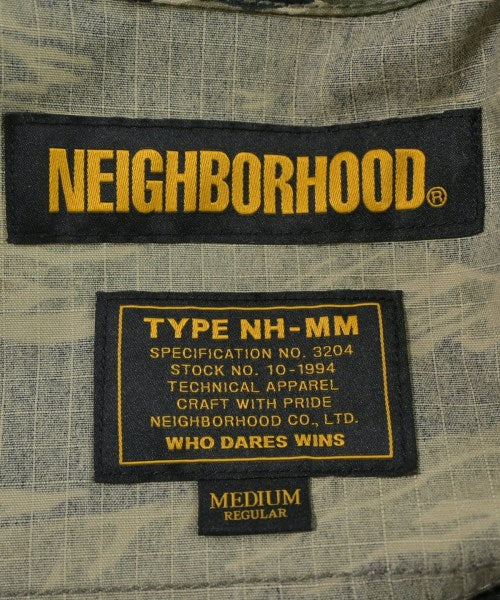 NEIGHBORHOOD®
TYPE NH-MM
SPECIFICATION NO. 3204
STOCK NO. 10-1994
TECHNICAL APPAREL
CRAFT WITH PRIDE
NEIGHBORHOOD CO., LTD.
WHO DARES WINS
MEDIUM
REGULAR